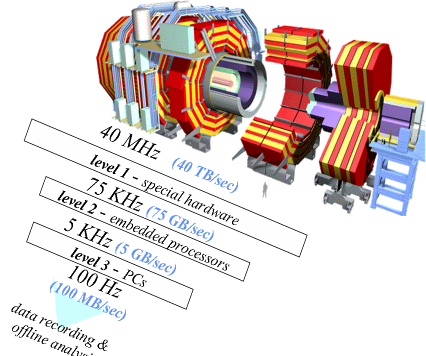 40 MHz (40 TB/sec)
level 1 - special hardware
75 KHz (75 GB/sec)
level 2 - embedded processors
5 KHz (5 GB/sec)
level 3 - PCs
100 Hz
(100 MB/sec)
data recording &
offline analysis